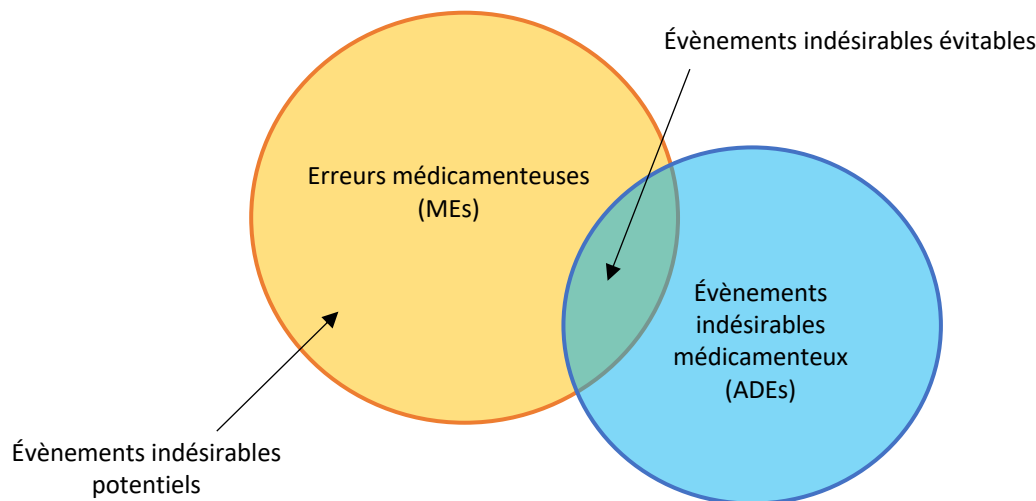 Évènements indésirables évitables
Erreurs médicamenteuses
(MEs)
Évènements
indésirables
médicamenteux
(ADEs)
Évènements indésirables
potentiels